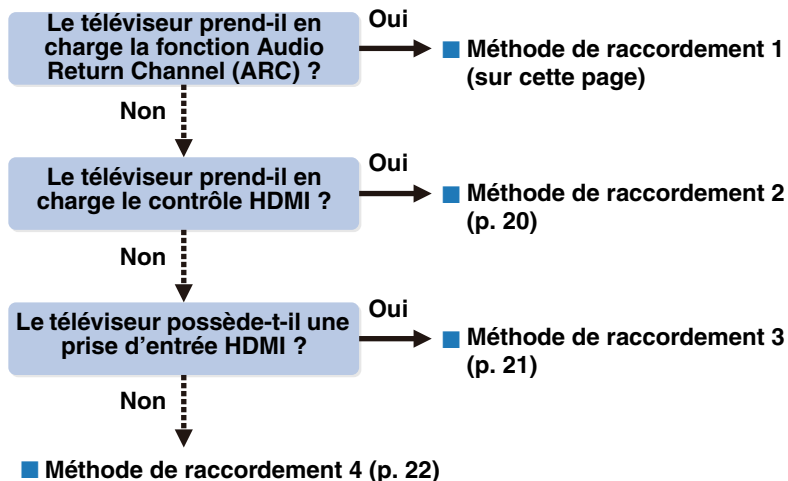 Le téléviseur prend-il en
charge la fonction Audio
Return Channel (ARC) ?
Oui
■ Méthode de raccordement 1
(sur cette page)
Non
Le téléviseur prend-il en
charge le contrôle HDMI ?
Oui
■ Méthode de raccordement 2
(p. 20)
Non
Le téléviseur possède-t-il une
prise d’entrée HDMI ?
Oui
■ Méthode de raccordement 3
(p. 21)
Non
■ Méthode de raccordement 4 (p. 22)